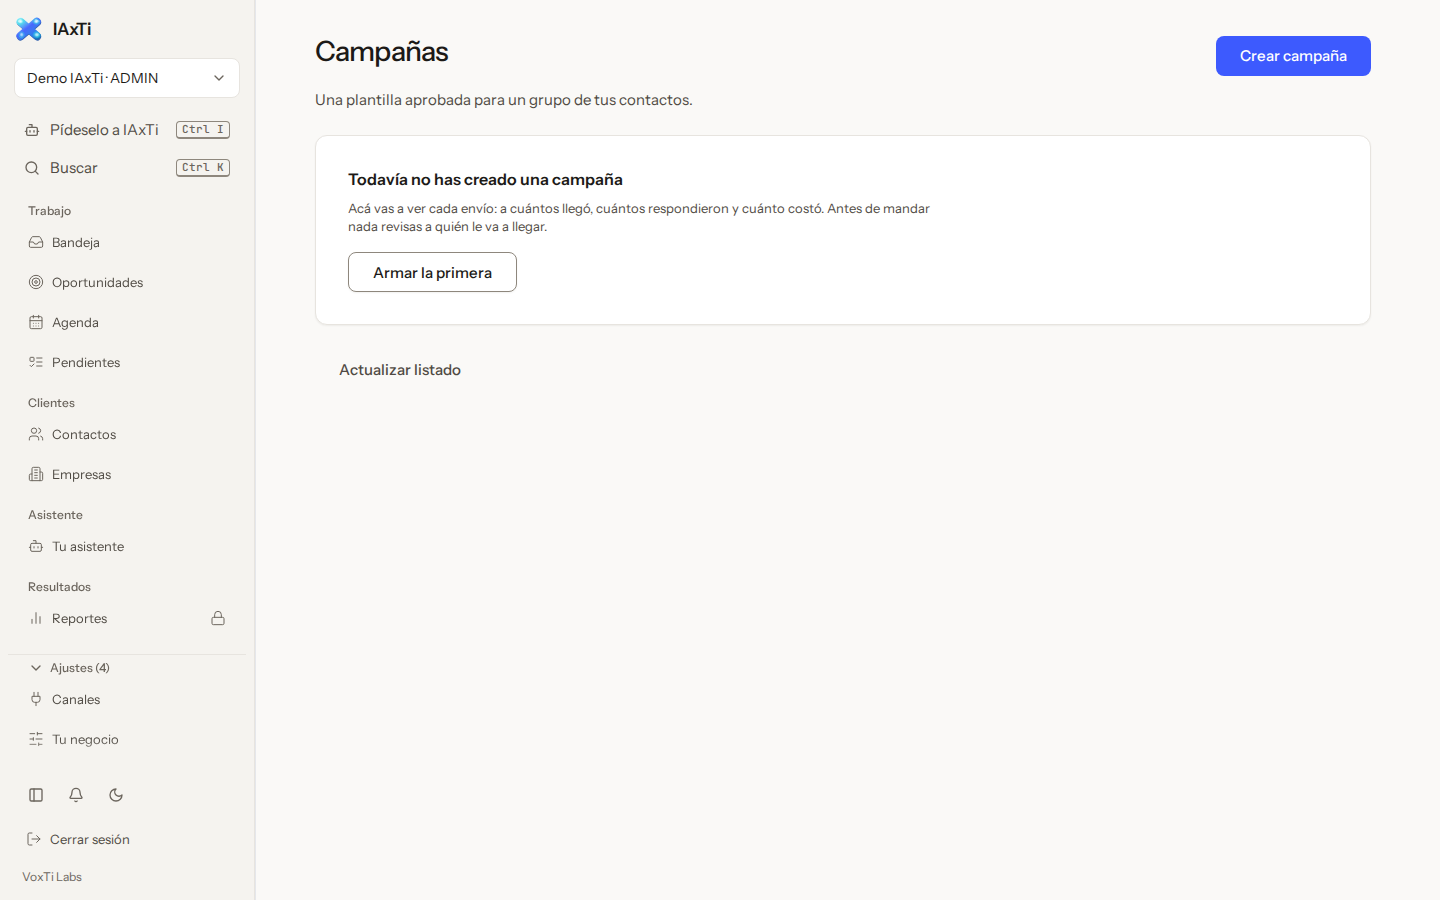 IAxTi
Demo IAxTi · ADMIN
Pídeselo a IAxTi Ctrl I
Buscar Ctrl K
Trabajo
Bandeja
Oportunidades
Agenda
Pendientes
Clientes
Contactos
Empresas
Asistente
Tu asistente
Resultados
Reportes
Ajustes (4)
Canales
Tu negocio
Cerrar sesión
VoxTi Labs
Campañas
Crear campaña
Una plantilla aprobada para un grupo de tus contactos.
Todavía no has creado una campaña
Acá vas a ver cada envío: a cuántos llegó, cuántos respondieron y cuánto costó. Antes de mandar
nada revisas a quién le va a llegar.
Armar la primera
Actualizar listado